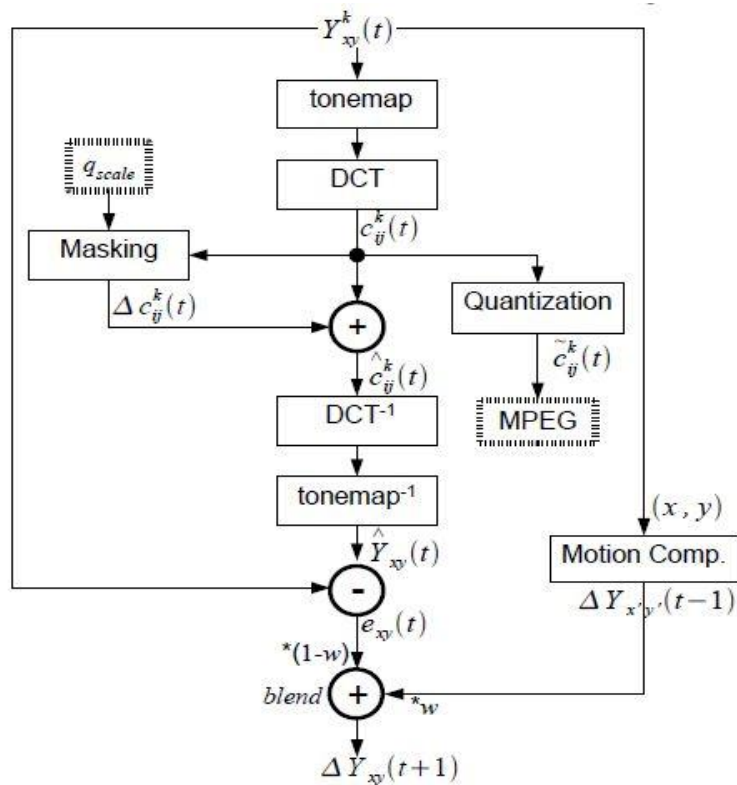 Y^k_xy(t)
tonemap
q_scale
DCT
c^k_ij(t)
Masking
Quantization
Δ c^k_ij(t)
+
c̃^k_ij(t)
ĉ^k_ij(t)
DCT⁻¹
MPEG
tonemap⁻¹
(x, y)
Ŷ_xy(t)
Motion Comp.
-
ΔY_x'y'(t−1)
e_xy(t)
*(1-w)
blend
+
*w
ΔY_xy(t+1)